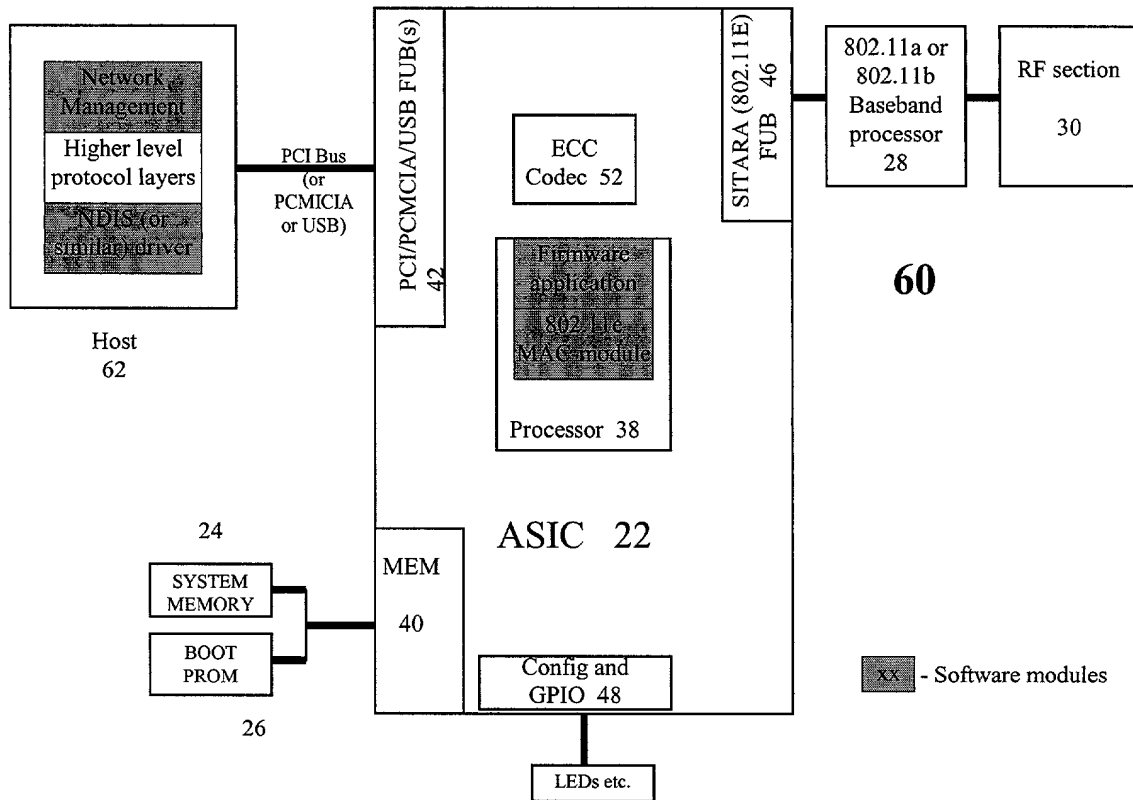 Network
Management
Higher level
protocol layers
NDIS (or
similar) driver
Host
62
PCI Bus
(or
PCMICIA
or USB)
PCI/PCMCIA/USB FUB(s)
42
ECC
Codec 52
Firmware
application
802.11e
MAC module
Processor 38
SITARA (802.11E)
FUB 46
802.11a or
802.11b
Baseband
processor
28
RF section
30
60
ASIC 22
24
SYSTEM
MEMORY
BOOT
PROM
26
MEM
40
Config and
GPIO 48
LEDs etc.
xx - Software modules